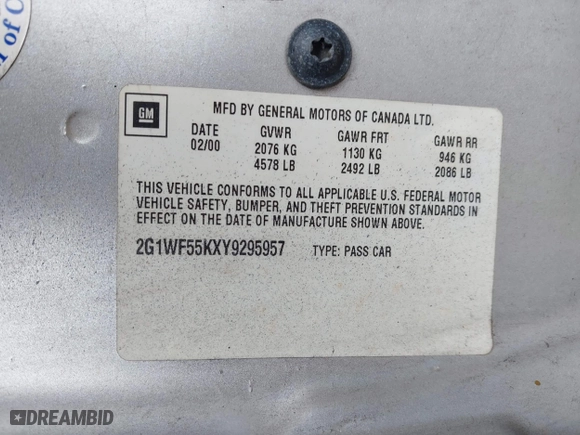 l of C
GM
MFD BY GENERAL MOTORS OF CANADA LTD.
DATE GVWR GAWR FRT GAWR RR
02/00 2076 KG 1130 KG 946 KG
4578 LB 2492 LB 2086 LB
THIS VEHICLE CONFORMS TO ALL APPLICABLE U.S. FEDERAL MOTOR
VEHICLE SAFETY, BUMPER, AND THEFT PREVENTION STANDARDS IN
EFFECT ON THE DATE OF MANUFACTURE SHOWN ABOVE.
2G1WF55KXY9295957 TYPE: PASS CAR
DREAMBID